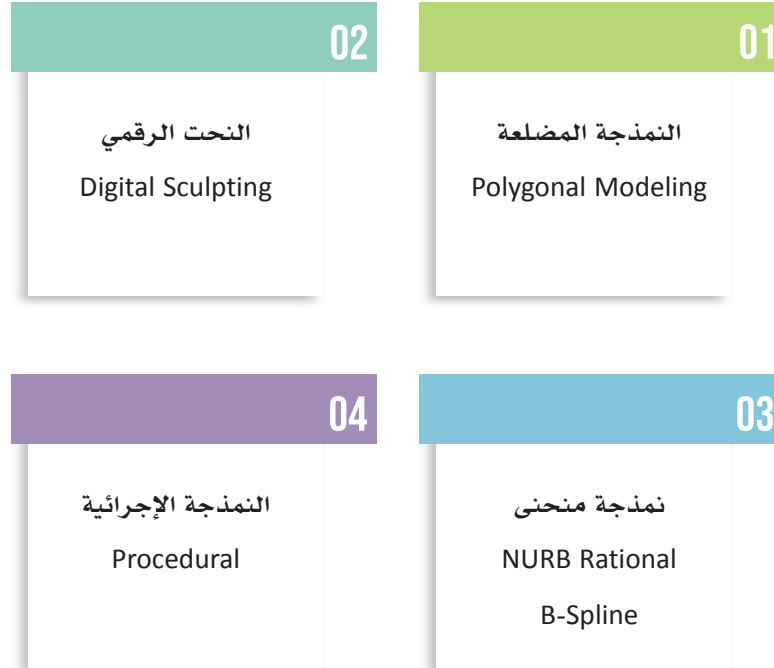 01
النمذجة المضلعة
Polygonal Modeling
02
النحت الرقمي
Digital Sculpting
03
نمذجة منحنى
NURB Rational
B-Spline
04
النمذجة الإجرائية
Procedural